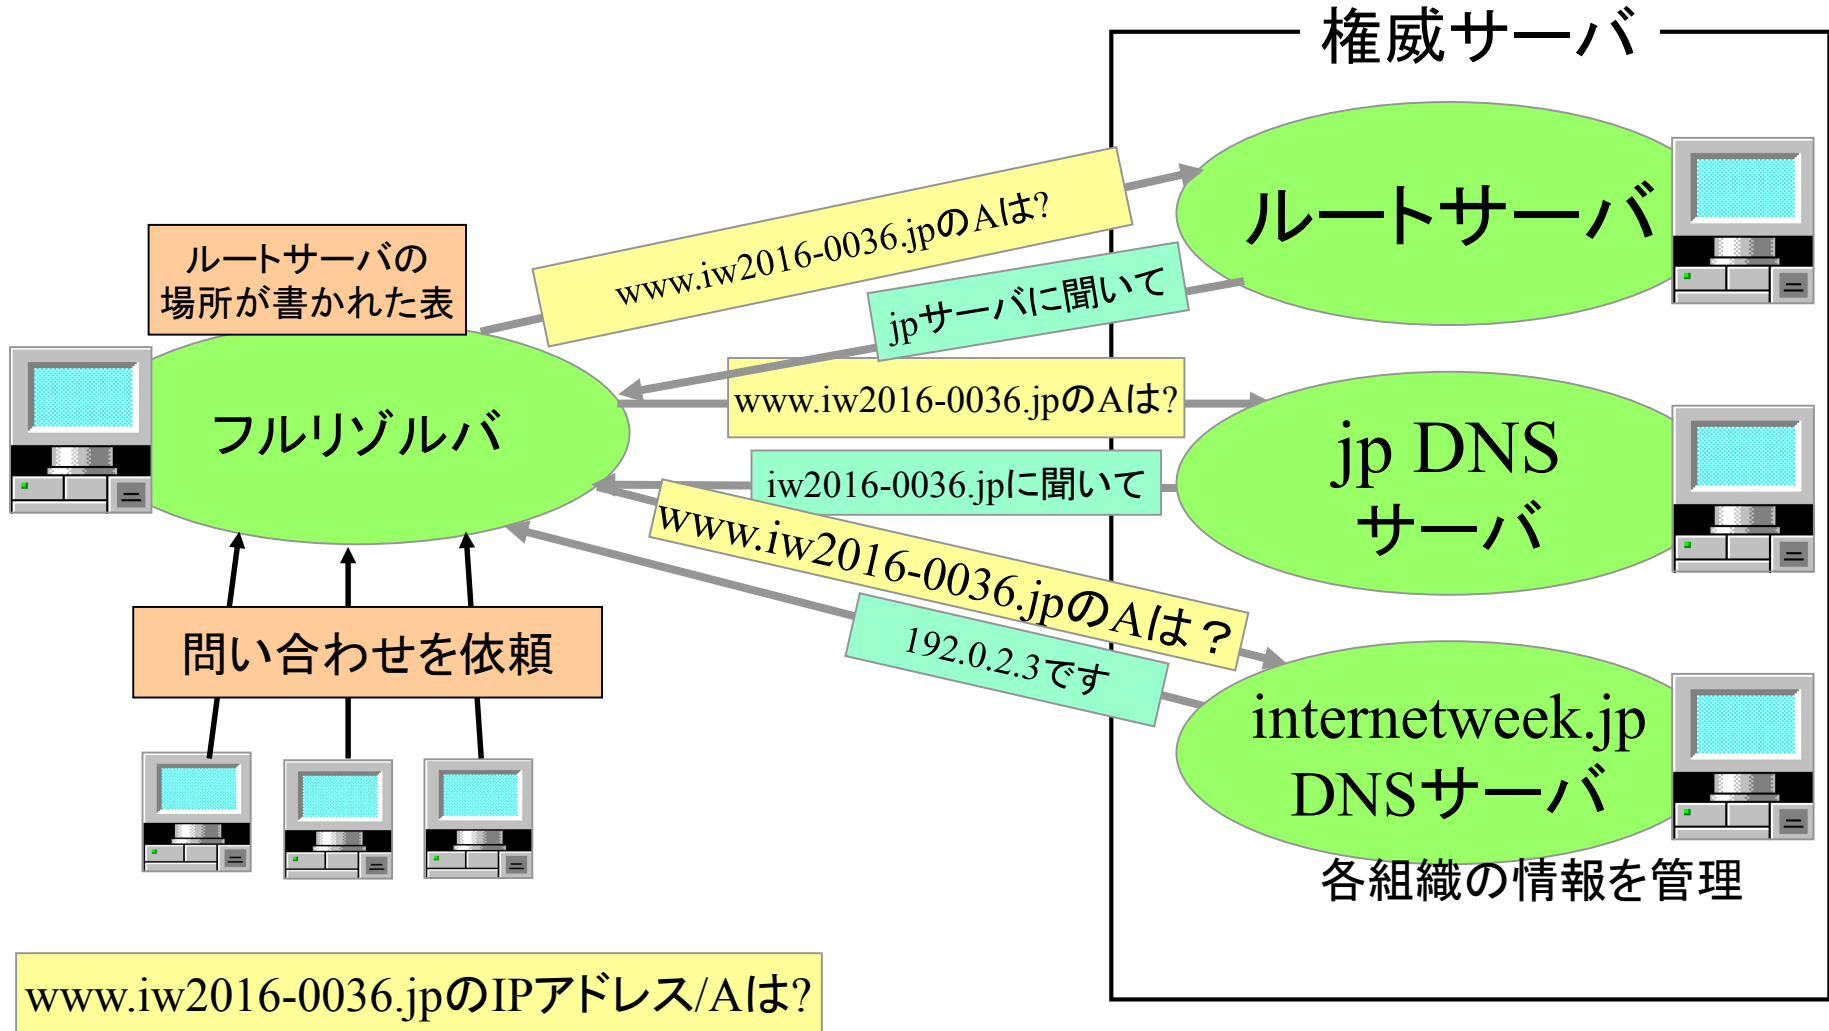 権威サーバ
ルートサーバ
www.iw2016-0036.jpのAは?
jpサーバに聞いて
ルートサーバの
場所が書かれた表
フルリゾルバ
www.iw2016-0036.jpのAは?
jp DNS
サーバ
iw2016-0036.jpに聞いて
www.iw2016-0036.jpのAは？
192.0.2.3です
問い合わせを依頼
internetweek.jp
DNSサーバ
各組織の情報を管理
www.iw2016-0036.jpのIPアドレス/Aは?